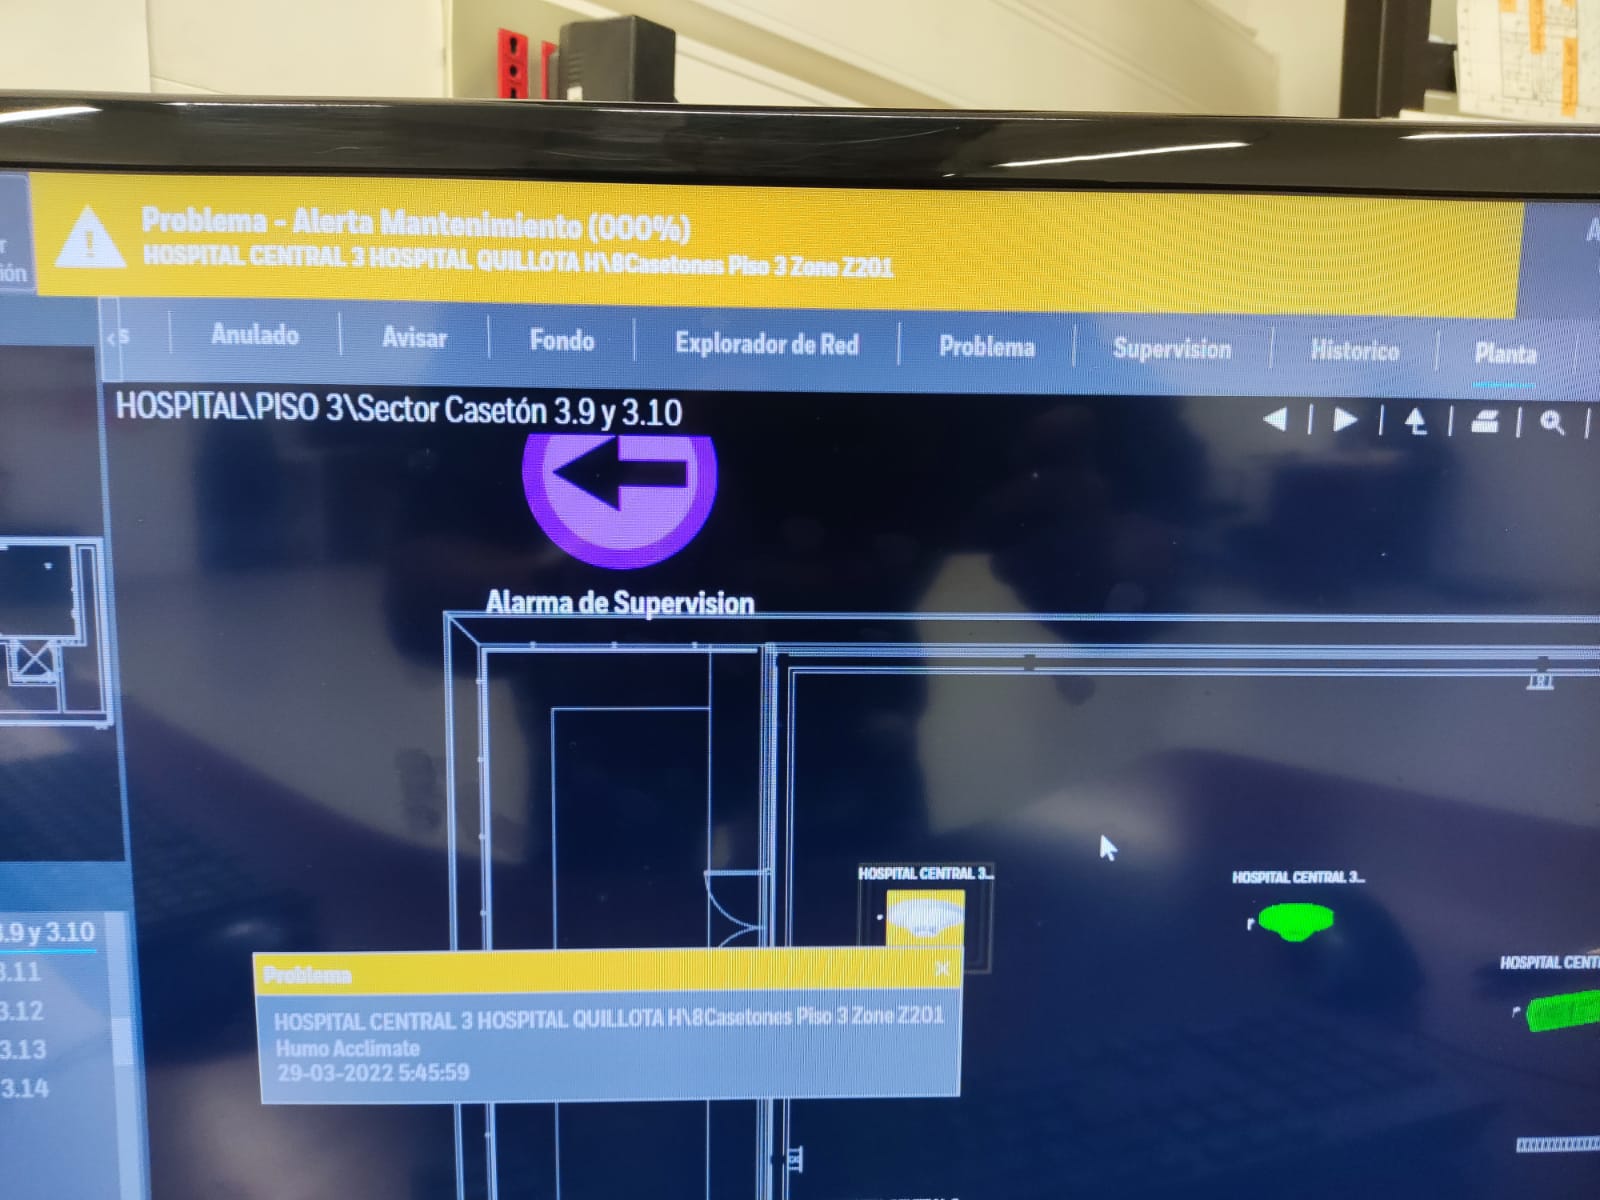 ión
Problema - Alerta Mantenimiento (000%)
HOSPITAL CENTRAL 3 HOSPITAL QUILLOTA H\8Casetones Piso 3 Zone Z201
A
‹ s
Anulado
Avisar
Fondo
Explorador de Red
Problema
Supervision
Historico
Planta
HOSPITAL\PISO 3\Sector Casetón 3.9 y 3.10
Alarma de Supervision
HOSPITAL CENTRAL 3...
HOSPITAL CENTRAL 3...
HOSPITAL CENT
3.9 y 3.10
3.11
3.12
3.13
3.14
Problema
HOSPITAL CENTRAL 3 HOSPITAL QUILLOTA H\8Casetones Piso 3 Zone Z201
Humo Acclimate
29-03-2022 5:45:59